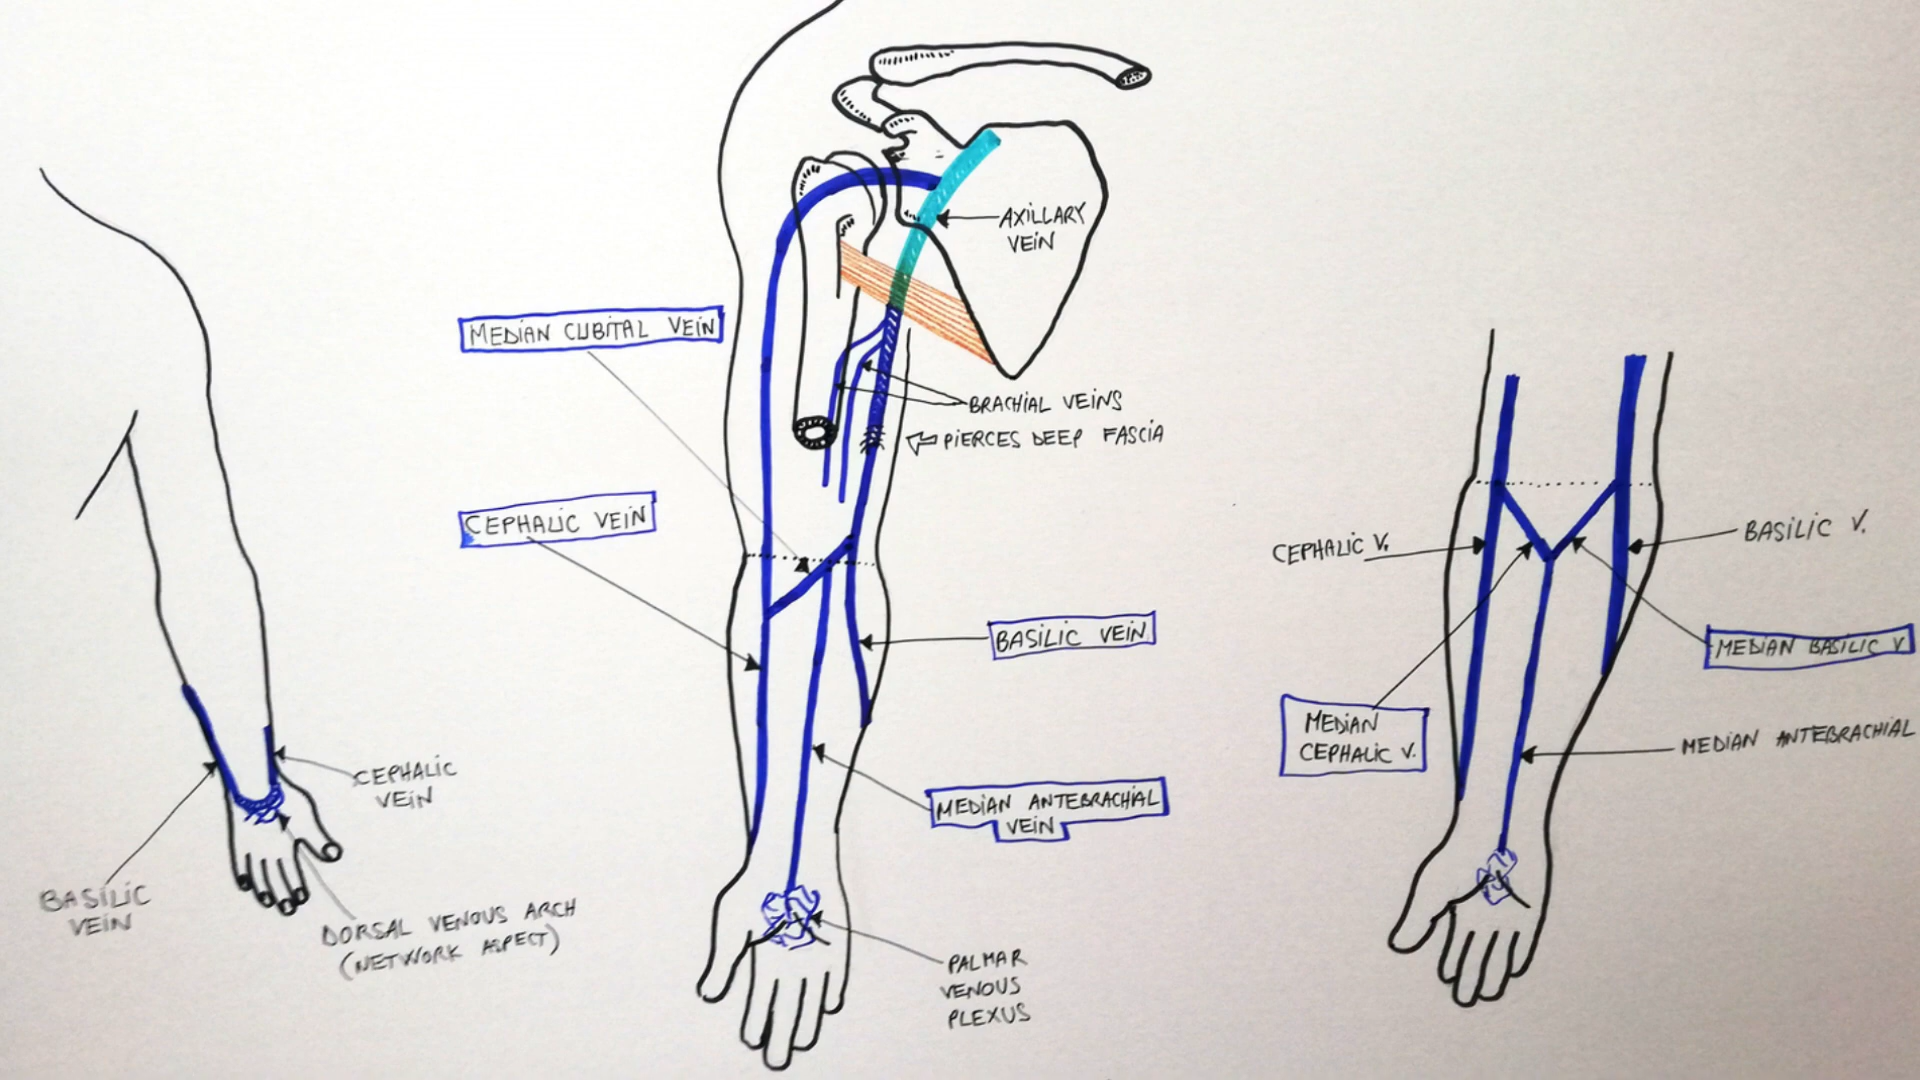 AXILLARY
VEIN
MEDIAN CUBITAL VEIN
BRACHIAL VEINS
PIERCES DEEP FASCIA
CEPHALIC VEIN
BASILIC VEIN
MEDIAN ANTEBRACHIAL
VEIN
PALMAR
VENOUS
PLEXUS
CEPHALIC
VEIN
BASILIC
VEIN
DORSAL VENOUS ARCH
(NETWORK ASPECT)
CEPHALIC V.
BASILIC V.
MEDIAN BASILIC V
MEDIAN
CEPHALIC V.
MEDIAN ANTEBRACHIAL